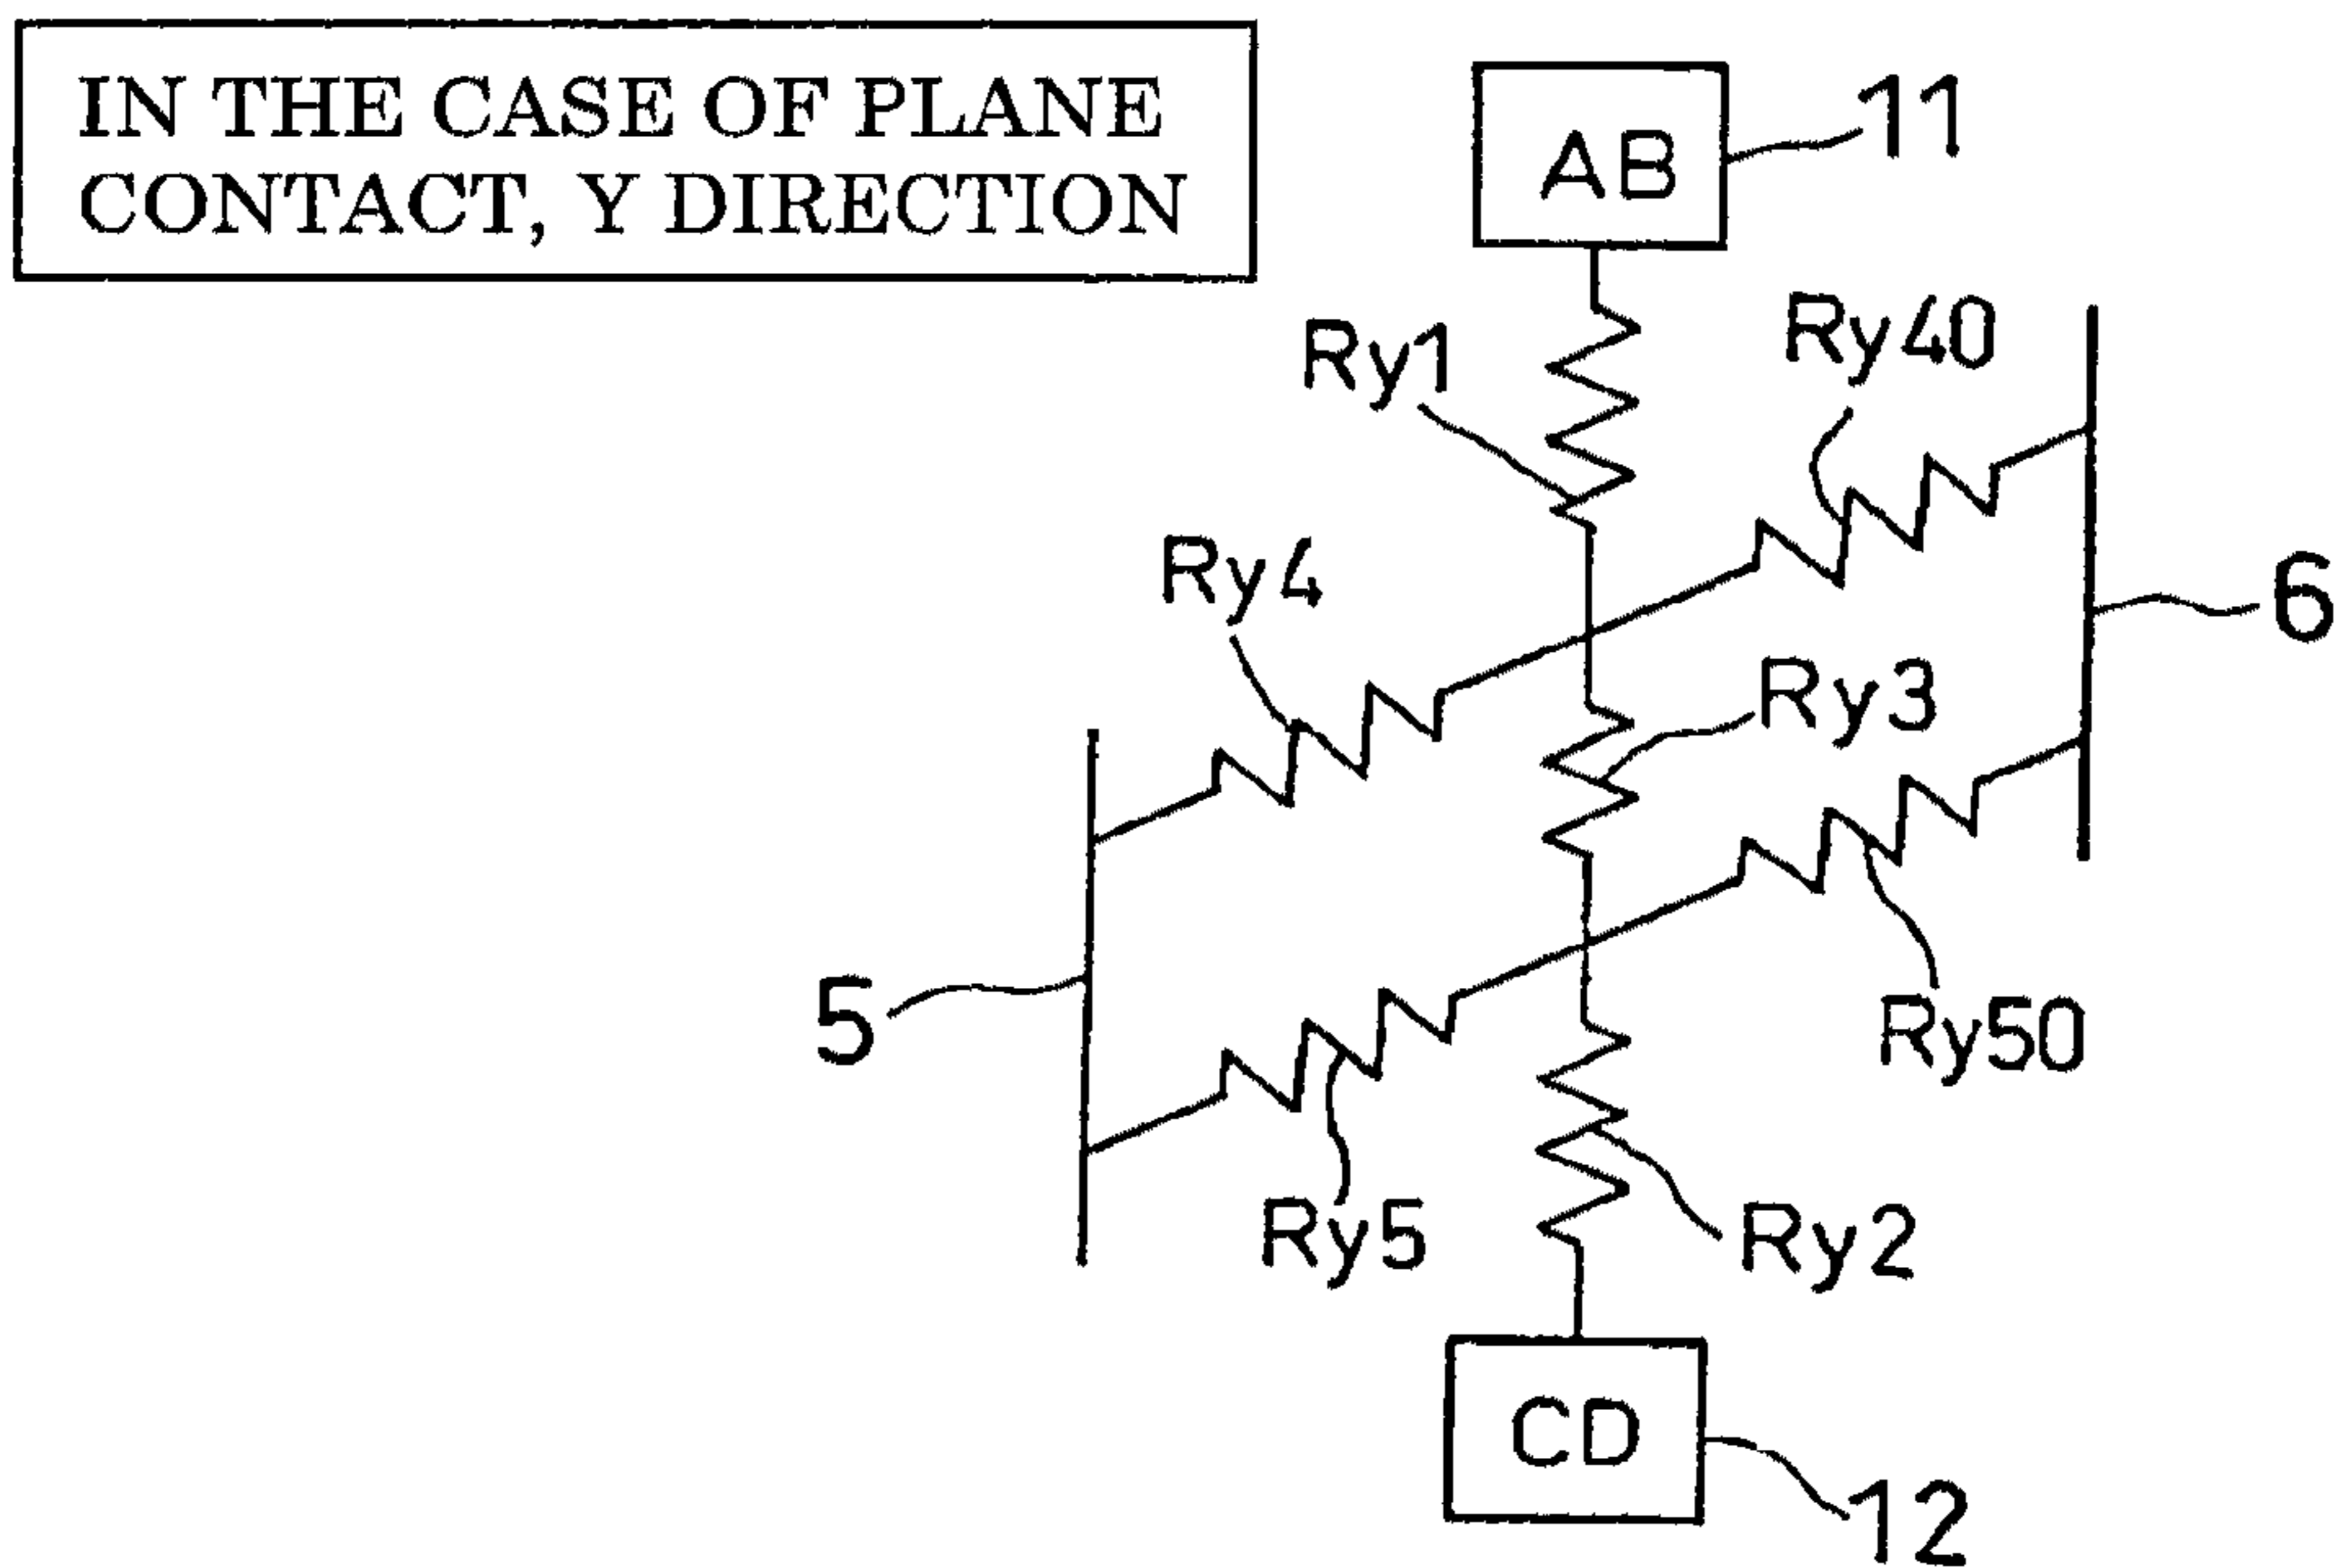 IN THE CASE OF PLANE
CONTACT, Y DIRECTION
AB
11
Ry1
Ry40
Ry4
6
Ry3
5
Ry50
Ry5
Ry2
CD
12